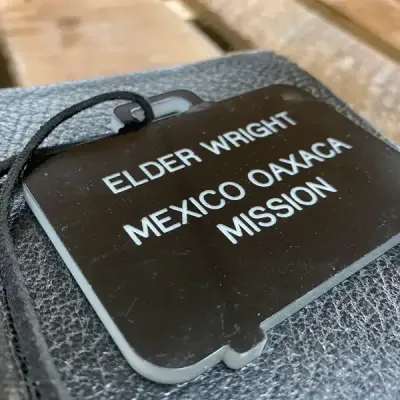 ELDER WRIGHT
MEXICO OAXACA
MISSION